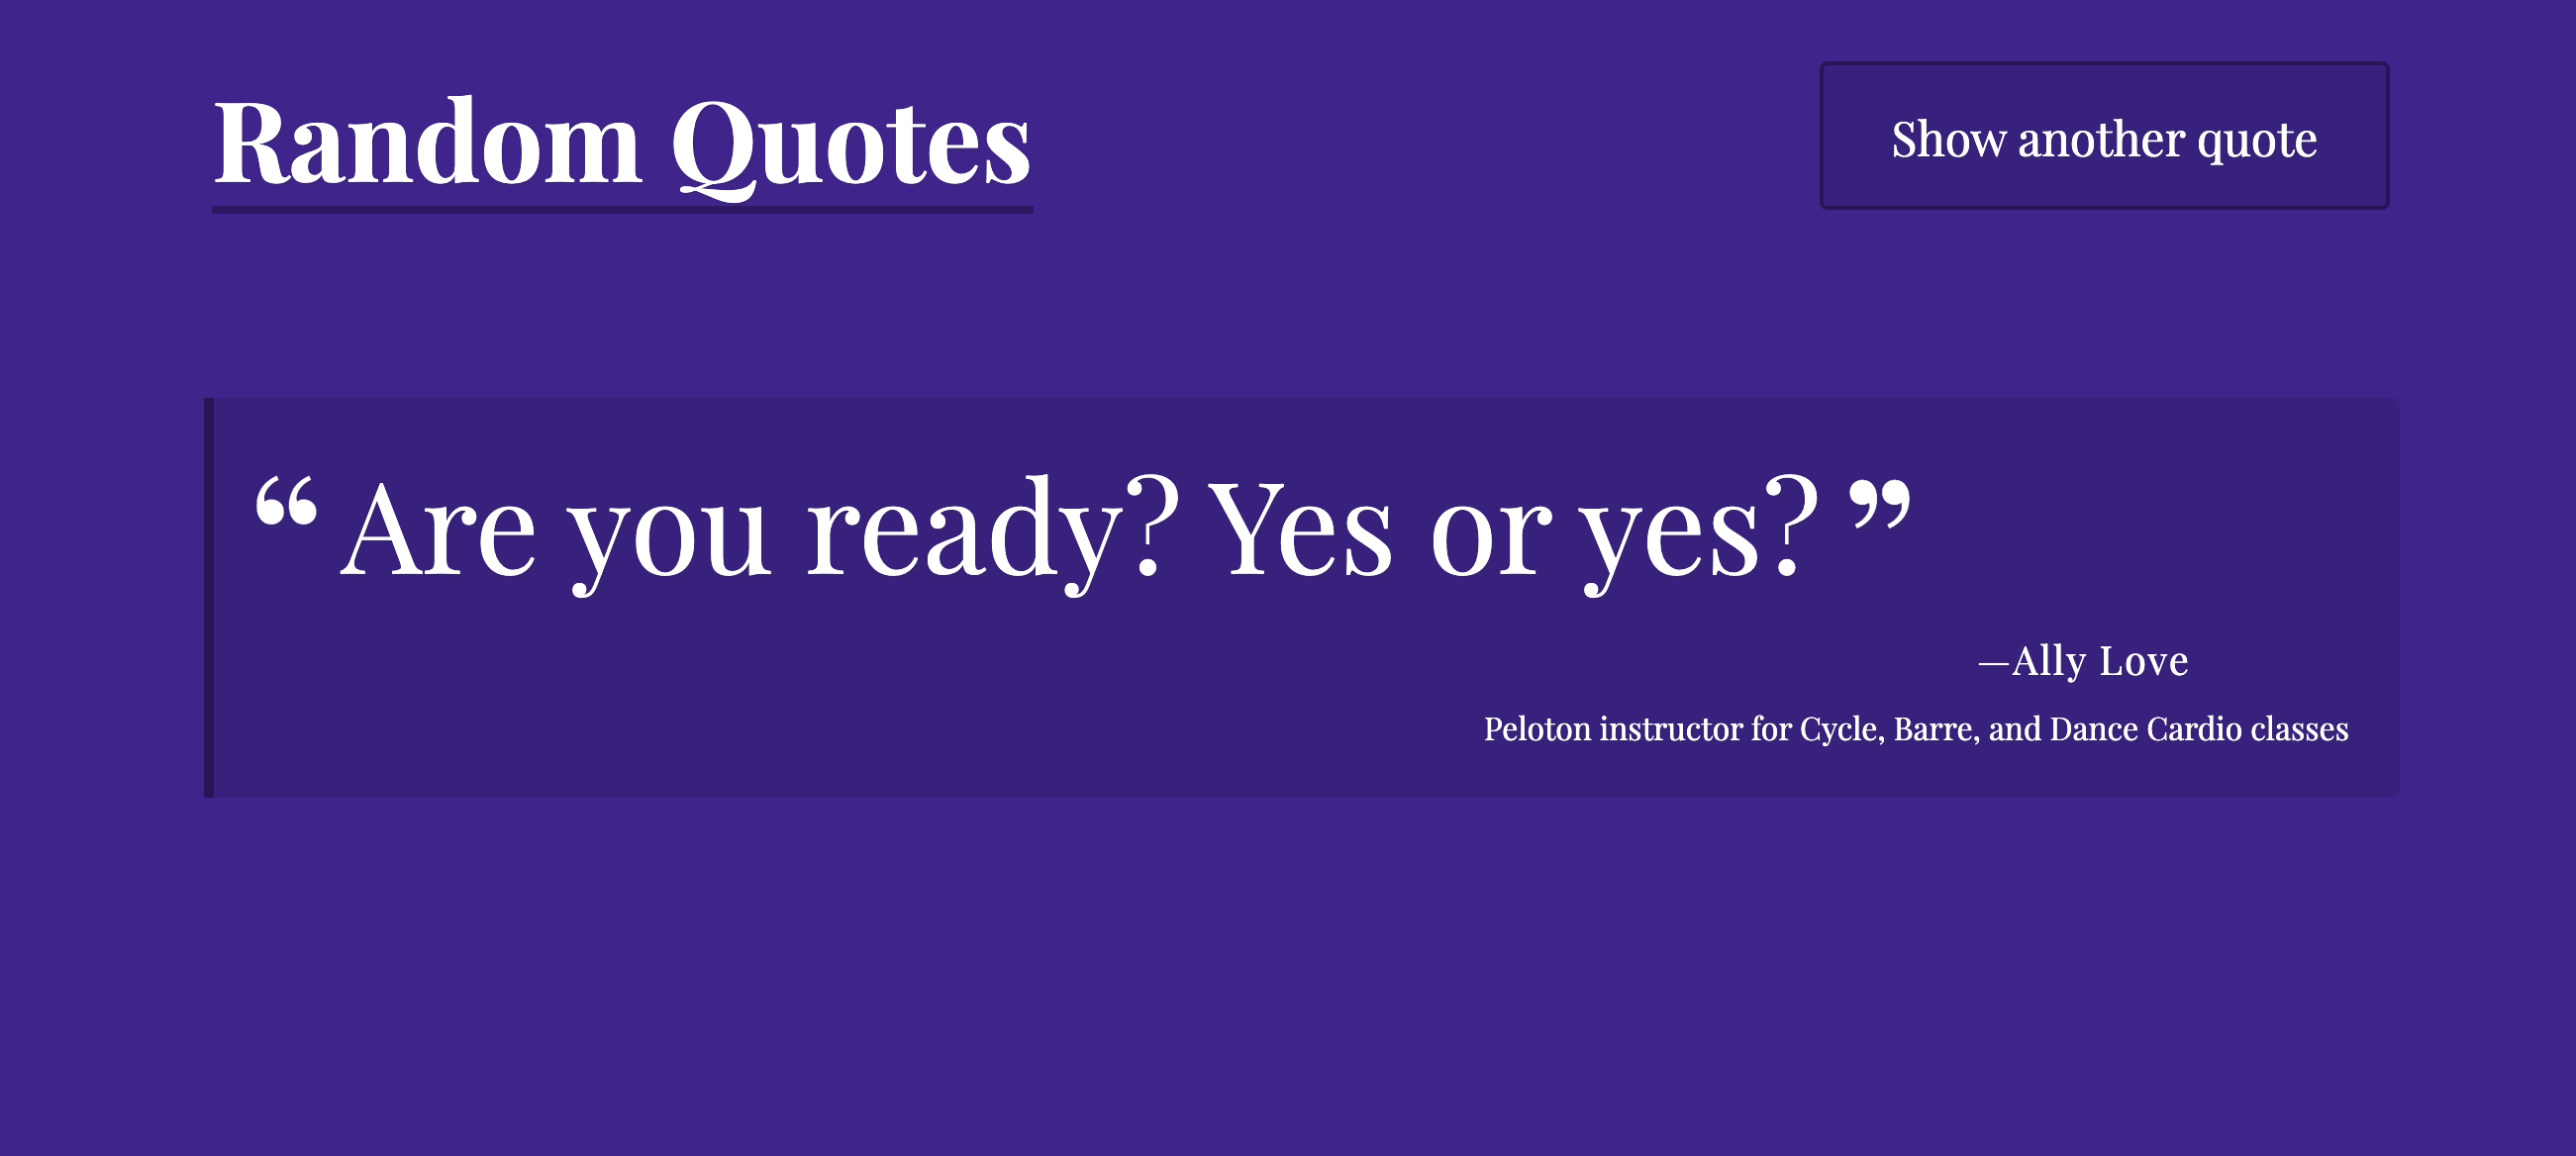 Random Quotes
Show another quote
“ Are you ready? Yes or yes? ”
—Ally Love
Peloton instructor for Cycle, Barre, and Dance Cardio classes